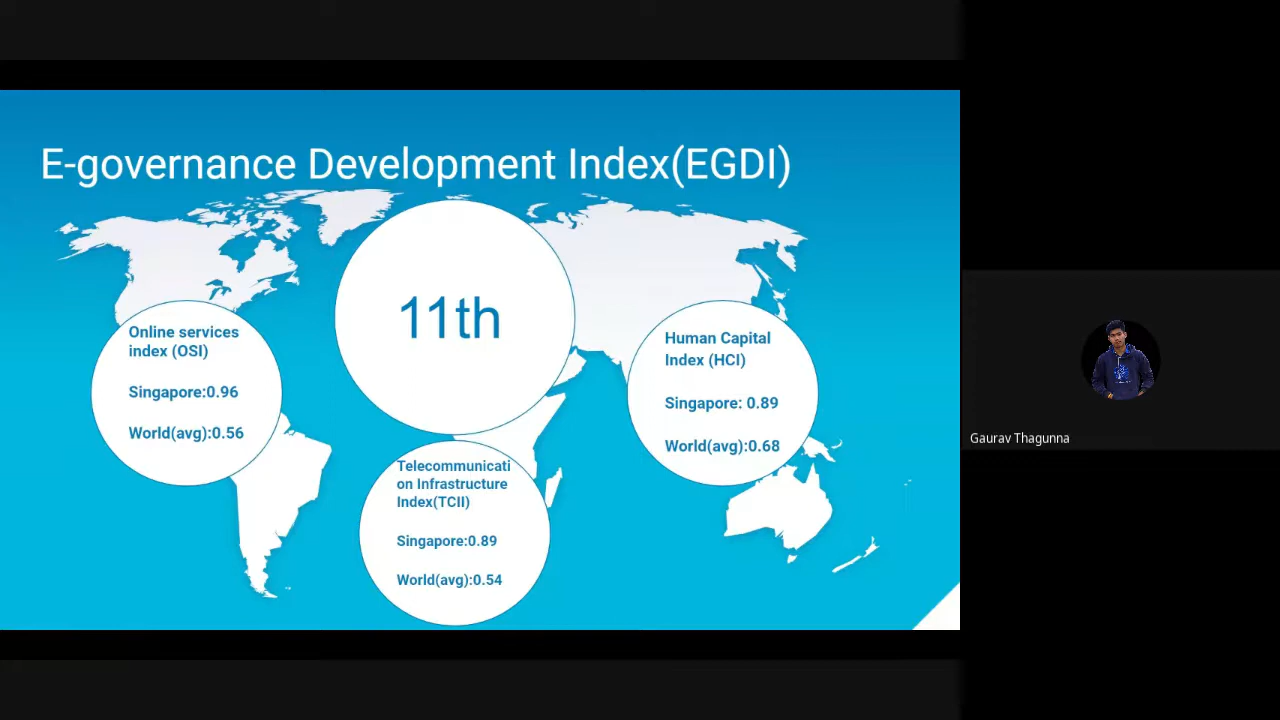 E-governance Development Index(EGDI)
11th
Online services
index (OSI)
Singapore:0.96
World(avg):0.56
Telecommunicati
on Infrastructure
Index(TCII)
Singapore:0.89
World(avg):0.54
Human Capital
Index (HCI)
Singapore: 0.89
World(avg):0.68
Gaurav Thagunna